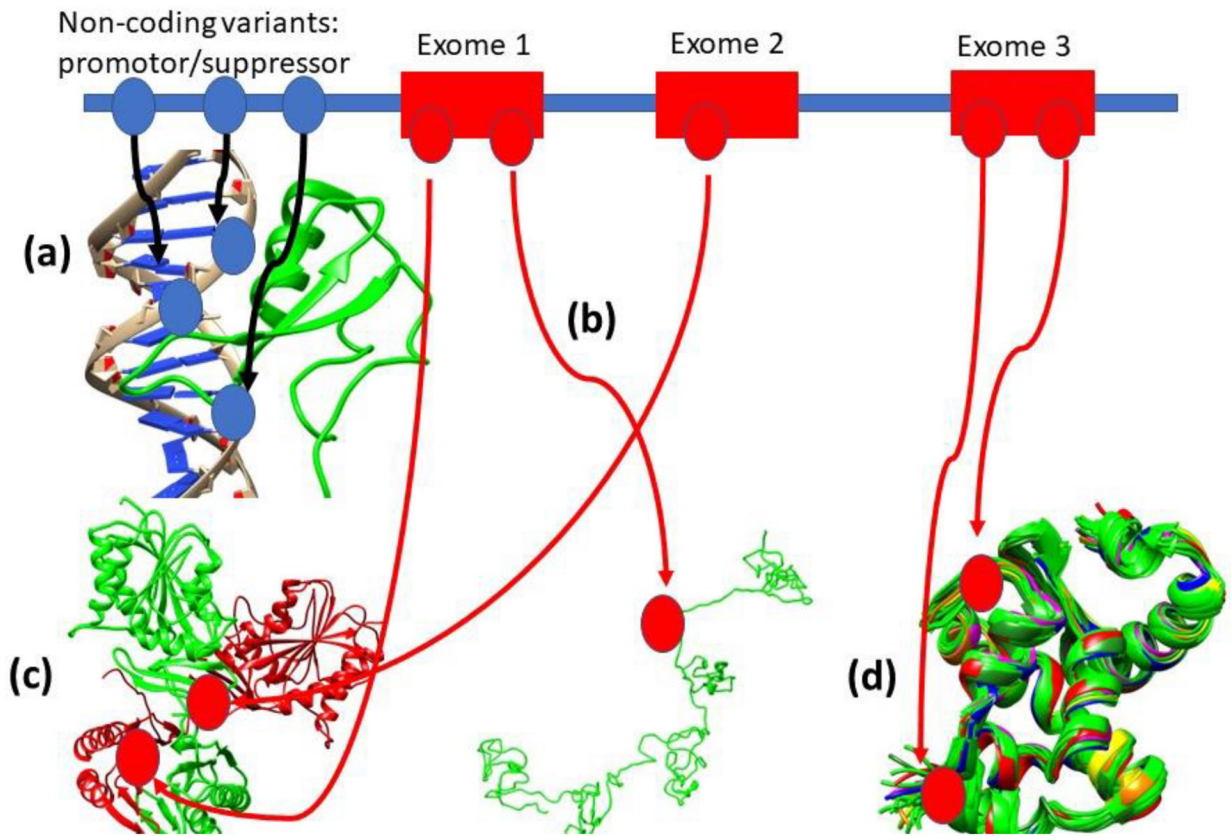 Non-coding variants:
promotor/suppressor
Exome 1
Exome 2
Exome 3
(a)
(b)
(c)
(d)